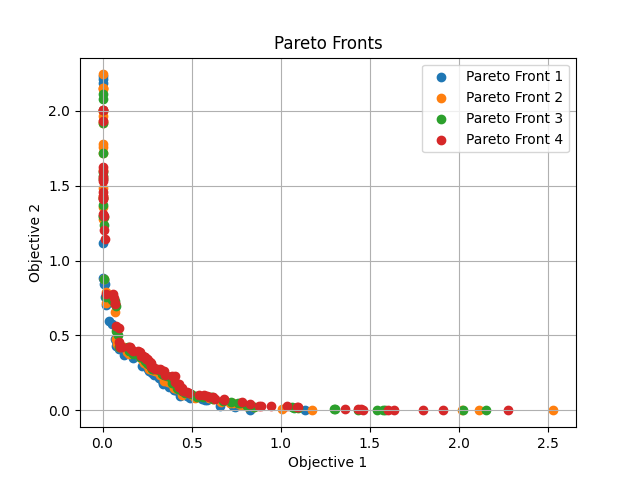 Pareto Fronts
Pareto Front 1
Pareto Front 2
Pareto Front 3
Pareto Front 4
Objective 2
2.0
1.5
1.0
0.5
0.0
0.0 0.5 1.0 1.5 2.0 2.5
Objective 1